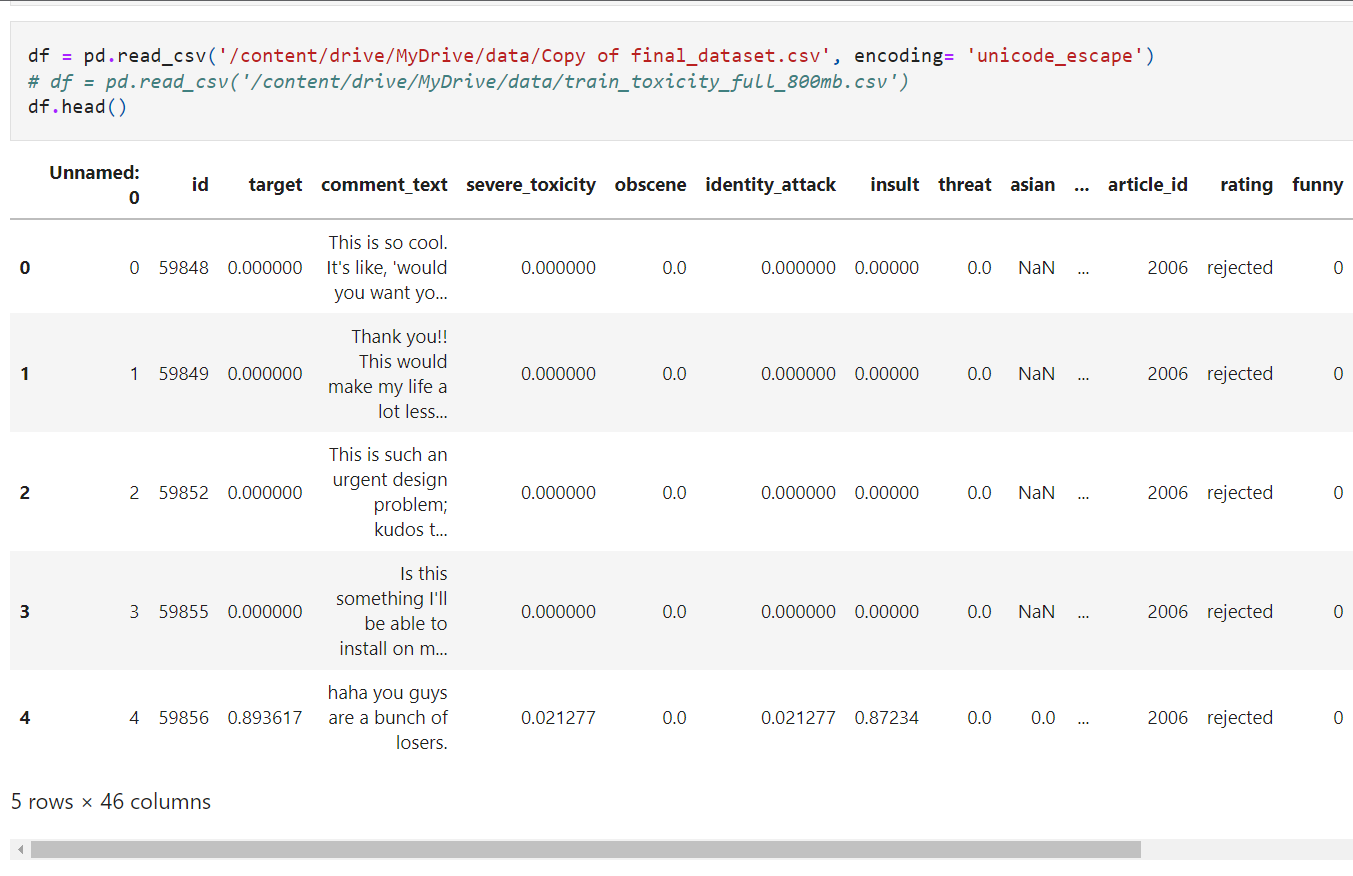 df = pd.read_csv('/content/drive/MyDrive/data/Copy of final_dataset.csv', encoding= 'unicode_escape')
# df = pd.read_csv('/content/drive/MyDrive/data/train_toxicity_full_800mb.csv')
df.head()
Unnamed: 0 id target comment_text severe_toxicity obscene identity_attack insult threat asian ... article_id rating funny
0 0 59848 0.000000 This is so cool. It's like, 'would you want yo... 0.000000 0.0 0.000000 0.00000 0.0 NaN ... 2006 rejected 0
1 1 59849 0.000000 Thank you!! This would make my life a lot less... 0.000000 0.0 0.000000 0.00000 0.0 NaN ... 2006 rejected 0
2 2 59852 0.000000 This is such an urgent design problem; kudos t... 0.000000 0.0 0.000000 0.00000 0.0 NaN ... 2006 rejected 0
3 3 59855 0.000000 Is this something I'll be able to install on m... 0.000000 0.0 0.000000 0.00000 0.0 NaN ... 2006 rejected 0
4 4 59856 0.893617 haha you guys are a bunch of losers. 0.021277 0.0 0.021277 0.87234 0.0 0.0 ... 2006 rejected 0
5 rows × 46 columns